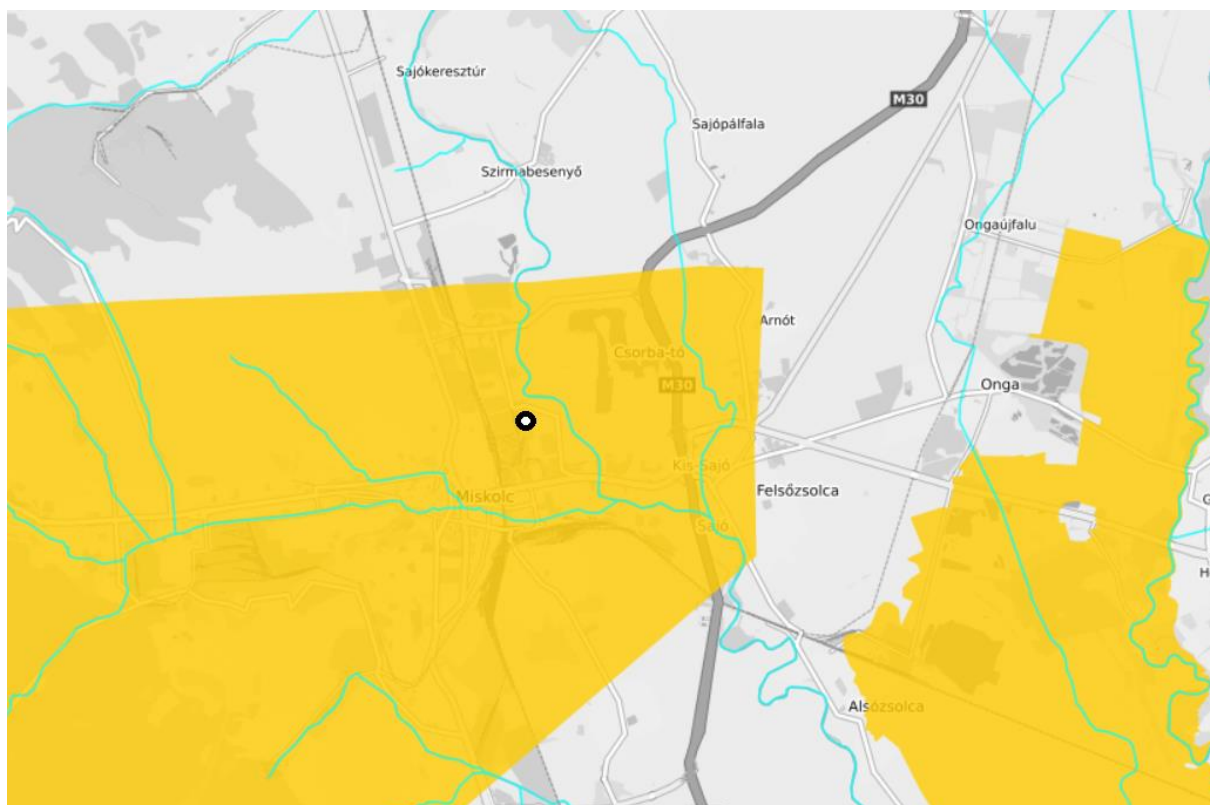 Sajókeresztúr
M30
Sajópálfala
Szirmabesenyő
Ongaújfalu
Arnót
Csorba-tó
M30
Onga
Kis-Sajó
Miskolc
Felsőzsolca
G
Sajó
H
Alsózsolca